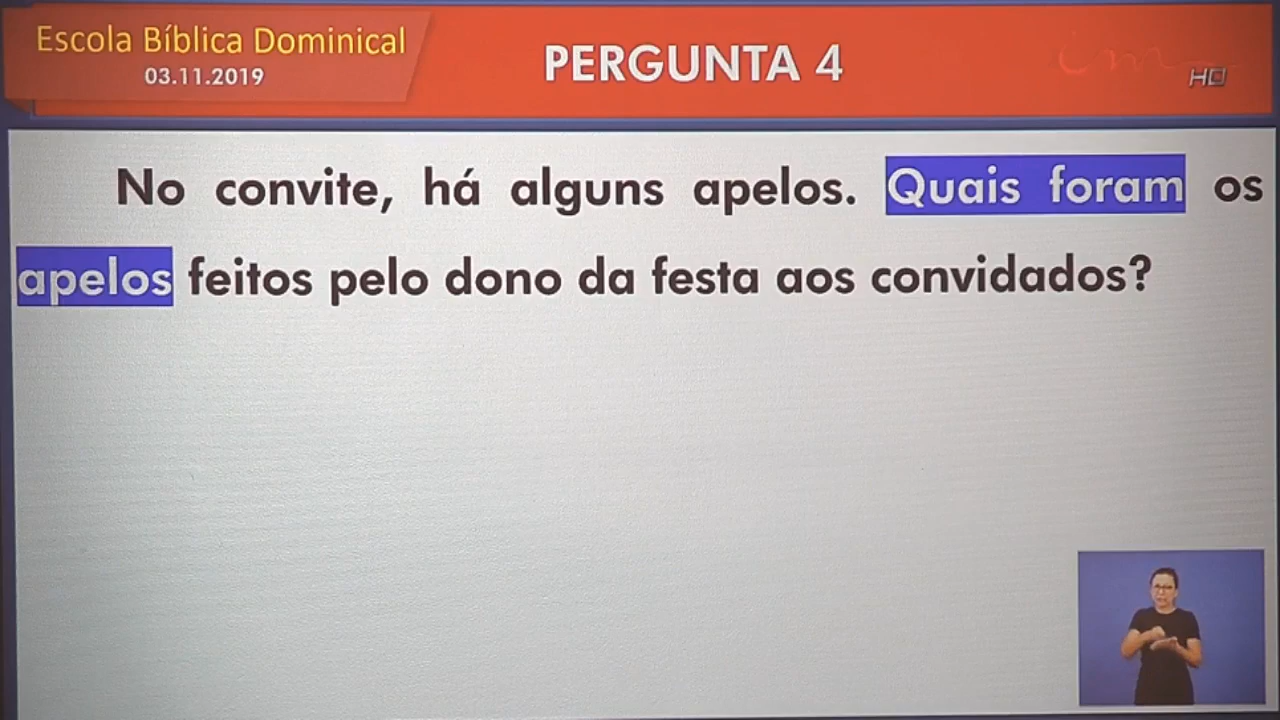 Escola Bíblica Dominical
03.11.2019
PERGUNTA 4
im
HD
No convite, há alguns apelos. Quais foram os
apelos feitos pelo dono da festa aos convidados?